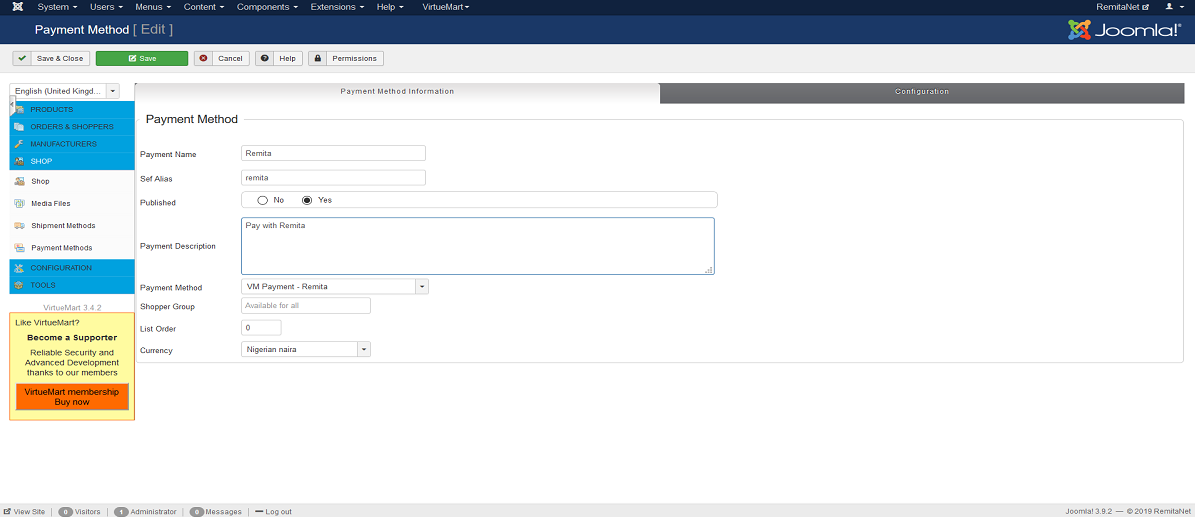 System Users Menus Content Components Extensions Help VirtueMart RemitaNet
Payment Method [ Edit ] Joomla!®
Save & Close Save Cancel Help Permissions
English (United Kingd... Payment Method Information Configuration
PRODUCTS
ORDERS & SHOPPERS
MANUFACTURERS
SHOP
Shop
Media Files
Shipment Methods
Payment Methods
CONFIGURATION
TOOLS
VirtueMart 3.4.2
Like VirtueMart?
Become a Supporter
Reliable Security and
Advanced Development
thanks to our members
VirtueMart membership
Buy now
Payment Method
Payment Name Remita
Sef Alias remita
Published No Yes
Payment Description Pay with Remita
Payment Method VM Payment - Remita
Shopper Group Available for all
List Order 0
Currency Nigerian naira
View Site 0 Visitors 1 Administrator 0 Messages Log out Joomla! 3.9.2 — © 2019 RemitaNet